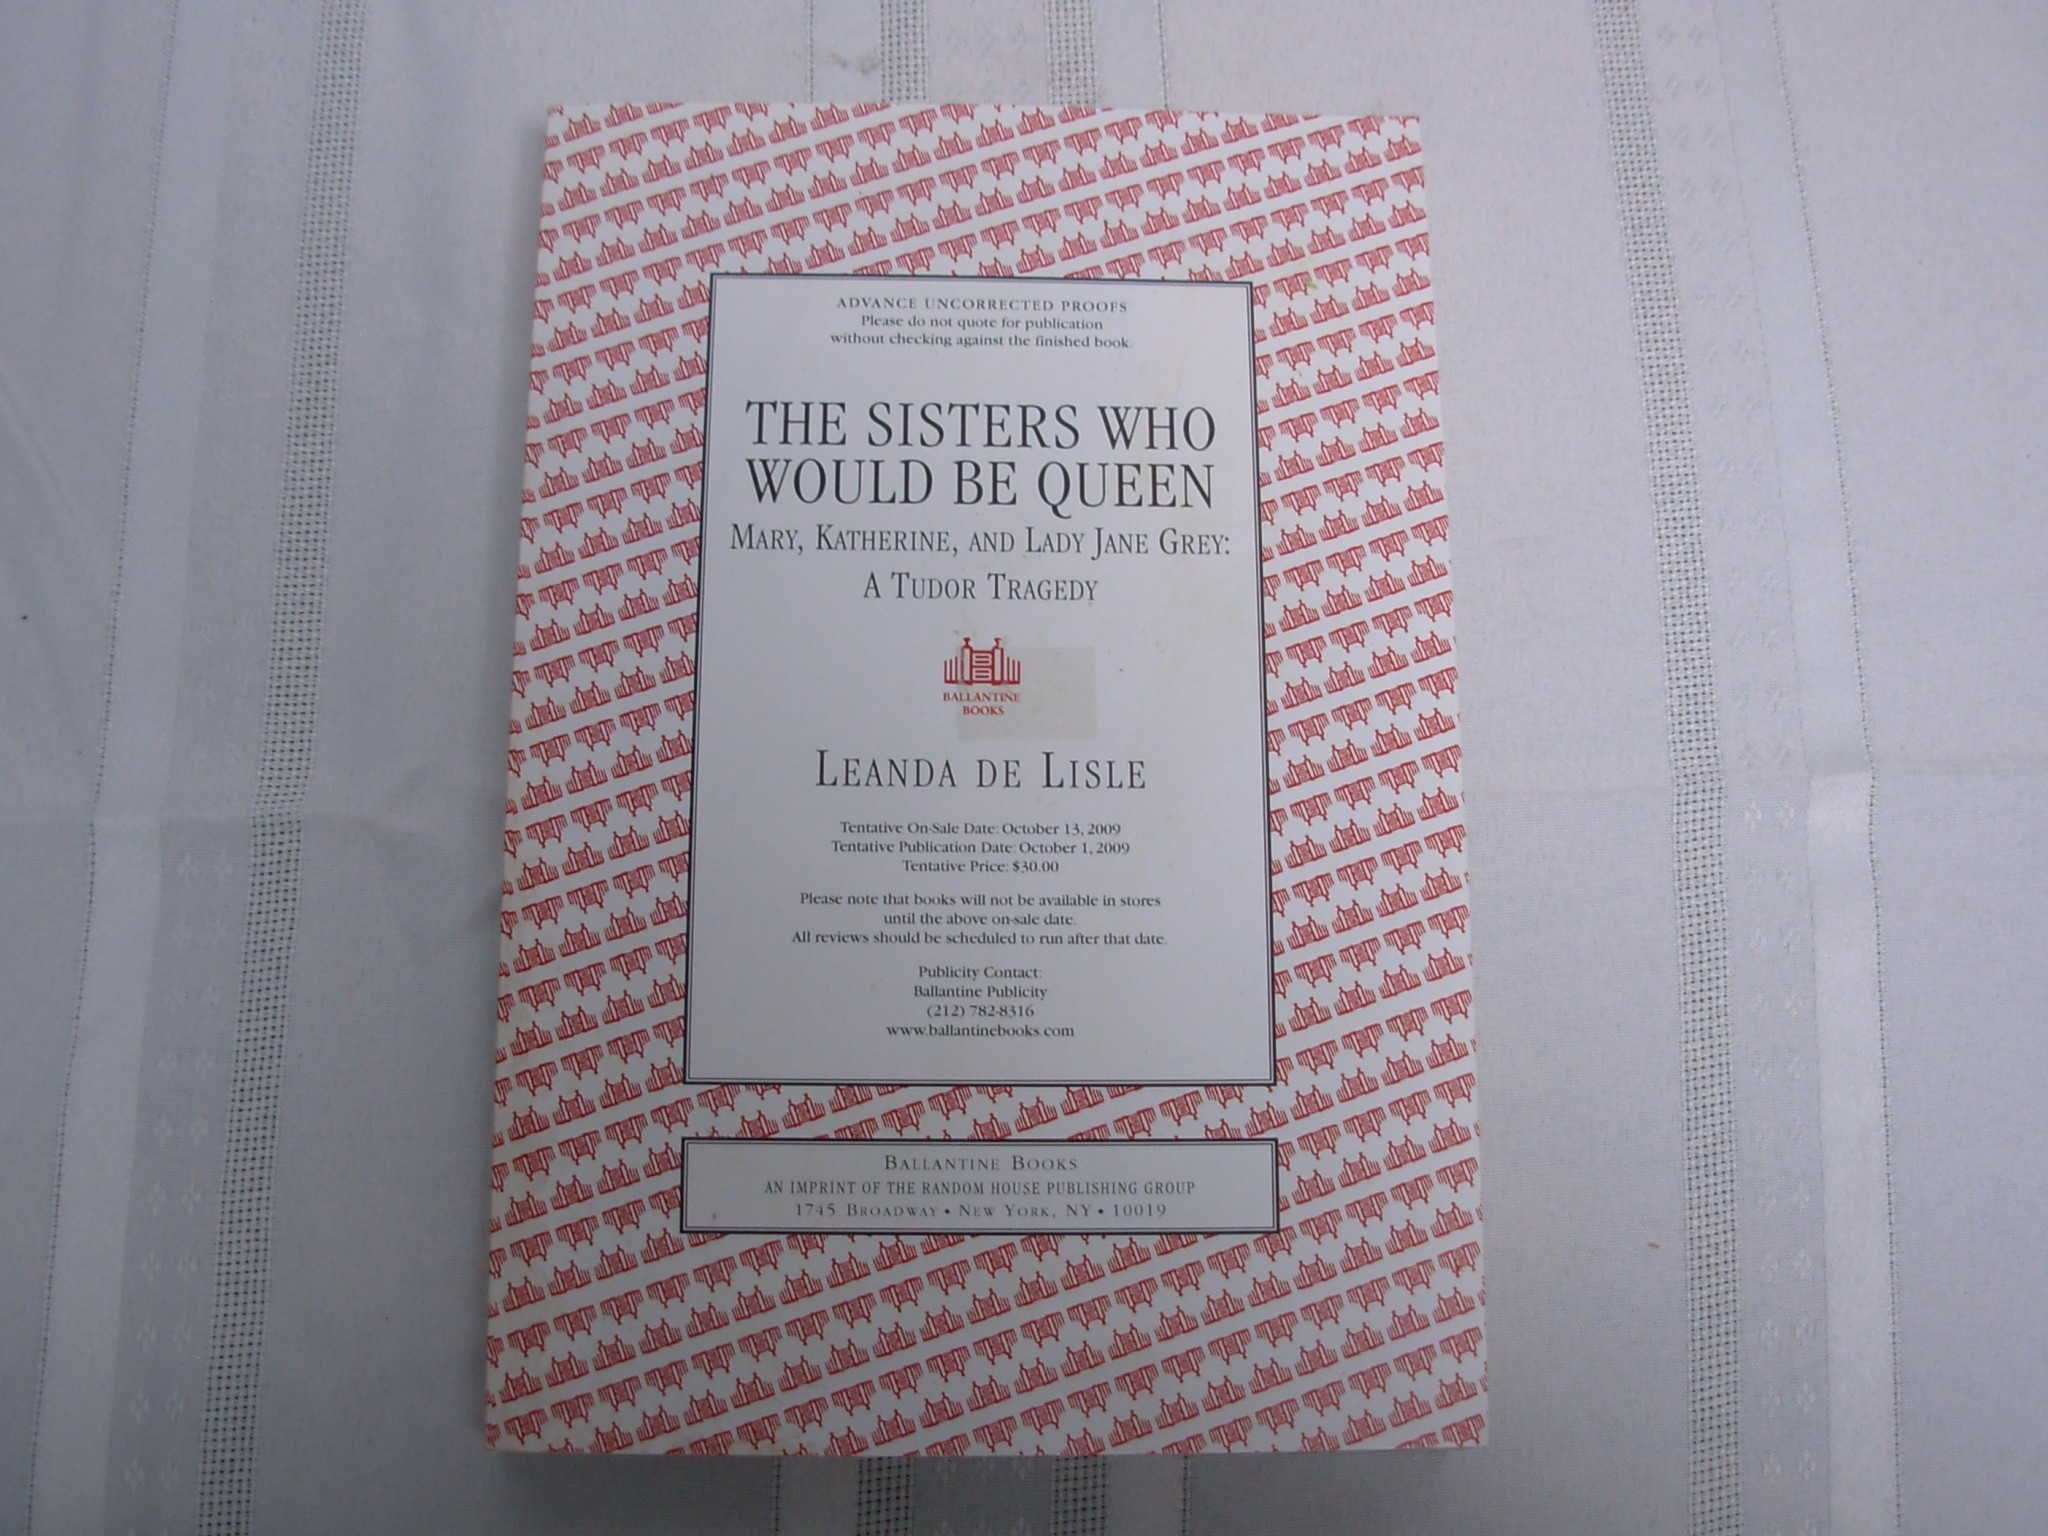 ADVANCE UNCORRECTED PROOFS
Please do not quote for publication
without checking against the finished book.
THE SISTERS WHO
WOULD BE QUEEN
MARY, KATHERINE, AND LADY JANE GREY:
A TUDOR TRAGEDY
BALLANTINE
BOOKS
LEANDA DE LISLE
Tentative On-Sale Date: October 13, 2009
Tentative Publication Date: October 1, 2009
Tentative Price: $30.00
Please note that books will not be available in stores
until the above on-sale date.
All reviews should be scheduled to run after that date.
Publicity Contact:
Ballantine Publicity
(212) 782-8316
www.ballantinebooks.com
BALLANTINE BOOKS
AN IMPRINT OF THE RANDOM HOUSE PUBLISHING GROUP
1745 BROADWAY • NEW YORK, NY • 10019